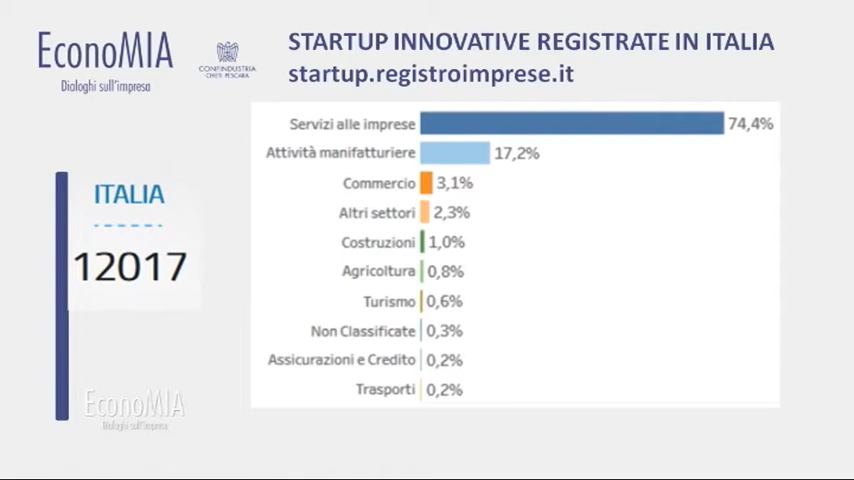 EconoMIA
Dialoghi sull'impresa
CONFINDUSTRIA
CHIETI PESCARA
STARTUP INNOVATIVE REGISTRATE IN ITALIA
startup.registroimprese.it
ITALIA
12017
Servizi alle imprese 74,4%
Attività manifatturiere 17,2%
Commercio 3,1%
Altri settori 2,3%
Costruzioni 1,0%
Agricoltura 0,8%
Turismo 0,6%
Non Classificate 0,3%
Assicurazioni e Credito 0,2%
Trasporti 0,2%
EconoMIA
Dialoghi sull'impresa